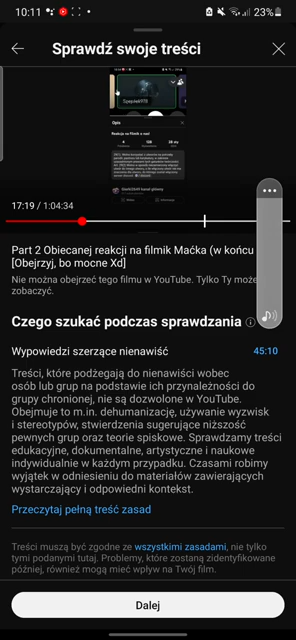 10:11
23%
Sprawdź swoje treści
SpejsHA978
Opis
Reakcja na filmik o mnie!
17:19 / 1:04:34
Part 2 Obiecanej reakcji na filmik Maćka (w końcu
[Obejrzyj, bo mocne Xd]
Nie można obejrzeć tego filmu w YouTube. Tylko Ty może
zobaczyć.
Czego szukać podczas sprawdzania
Wypowiedzi szerzące nienawiść 45:10
Treści, które podżegają do nienawiści wobec
osób lub grup na podstawie ich przynależności do
grupy chronionej, nie są dozwolone w YouTube.
Obejmuje to m.in. dehumanizację, używanie wyzwisk
i stereotypów, stwierdzenia sugerujące niższość
pewnych grup oraz teorie spiskowe. Sprawdzamy treści
edukacyjne, dokumentalne, artystyczne i naukowe
indywidualnie w każdym przypadku. Czasami robimy
wyjątek w odniesieniu do materiałów zawierających
wystarczający i odpowiedni kontekst.
Przeczytaj pełną treść zasad
Treści muszą być zgodne ze wszystkimi zasadami, nie tylko
tymi podanymi tutaj. Problemy, które zostaną zidentyfikowane
później, również mogą mieć wpływ na Twój film.
Dalej